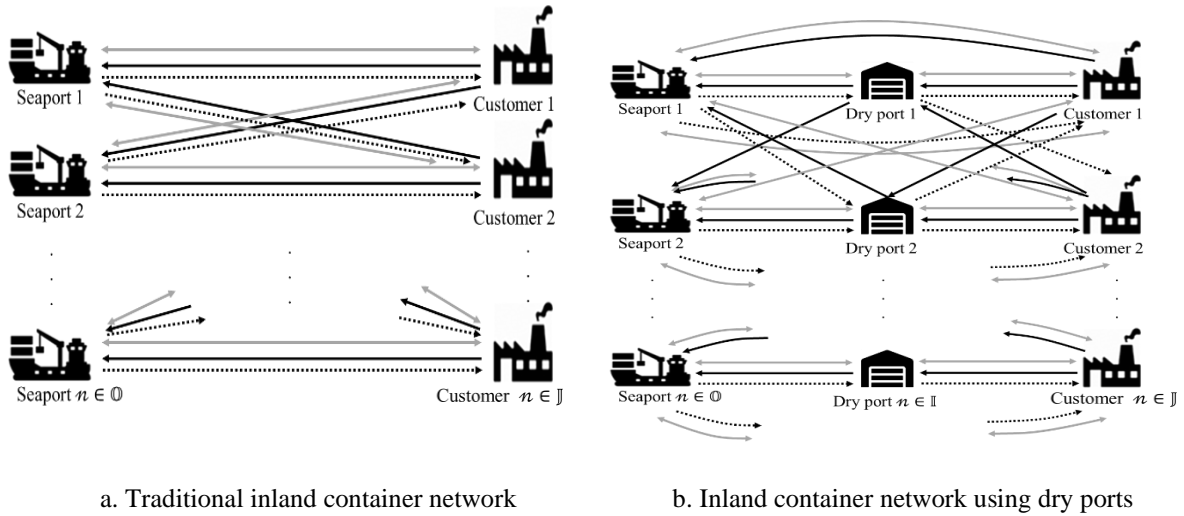 Seaport 1
Customer 1
Seaport 2
Customer 2
Seaport 𝓃 ∈ 𝕆
Customer 𝓃 ∈ 𝕁
a. Traditional inland container network
Seaport 1
Dry port 1
Customer 1
Seaport 2
Dry port 2
Customer 2
Seaport 𝓃 ∈ 𝕆
Dry port 𝓃 ∈ 𝕀
Customer 𝓃 ∈ 𝕁
b. Inland container network using dry ports